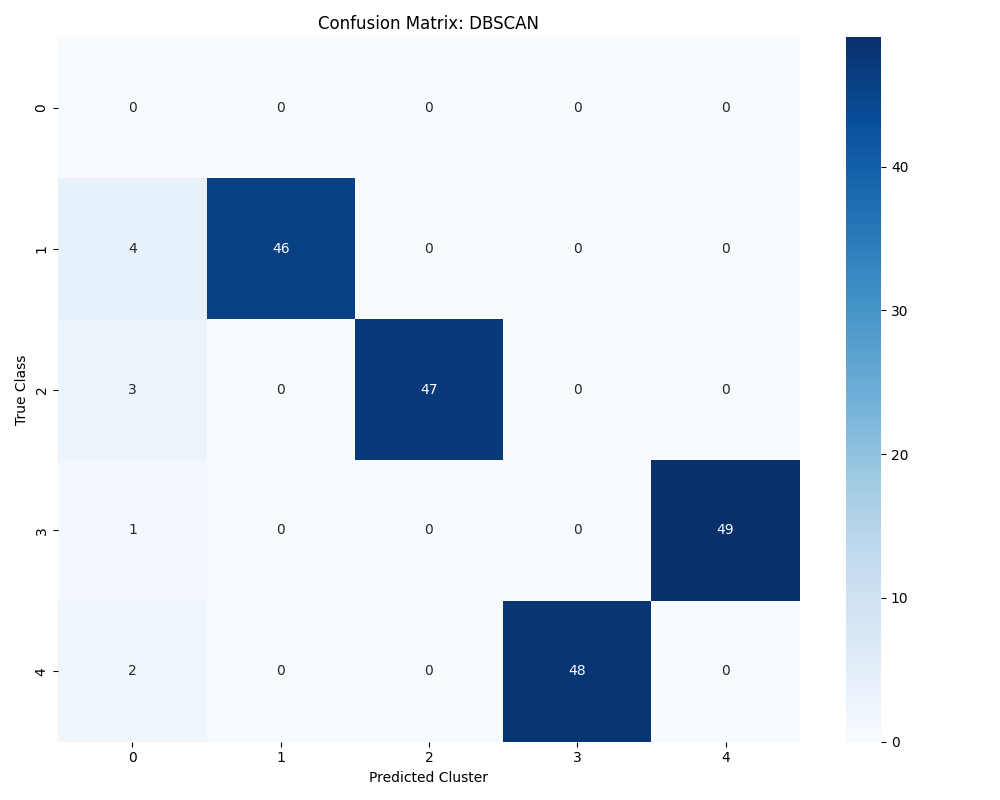 Confusion Matrix: DBSCAN
0 0 0 0 0 0
1 4 46 0 0 0
2 3 0 47 0 0
3 1 0 0 0 49
4 2 0 0 48 0
0 1 2 3 4
Predicted Cluster
True Class
40
30
20
10
0